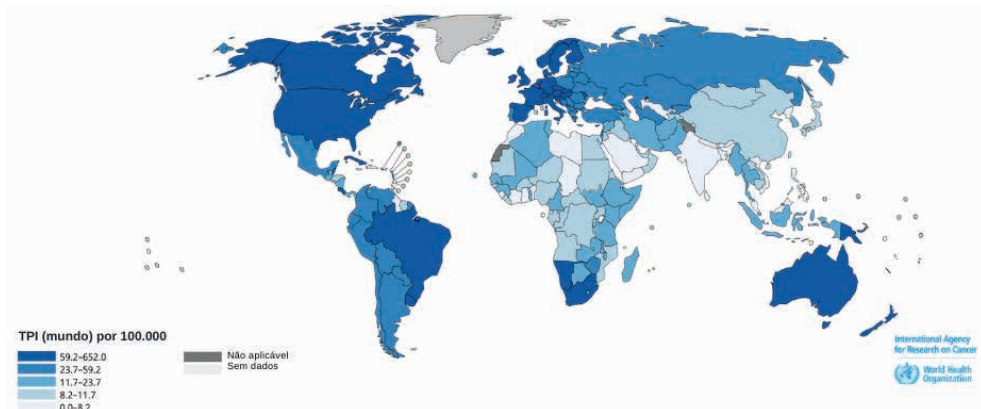 TPI (mundo) por 100.000
59.2–652.0
23.7–59.2
11.7–23.7
8.2–11.7
0.0–8.2
Não aplicável
Sem dados
International Agency
for Research on Cancer
World Health
Organization